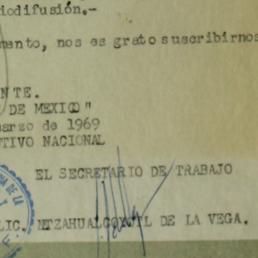 iodifusión.-
mento, nos es grato suscribirnos
NTE.
DE MEXICO"
marzo de 1969
TIVO NACIONAL
EL SECRETARIO DE TRABAJO
LIC. NTZAHUALCOYOTL DE LA VEGA.